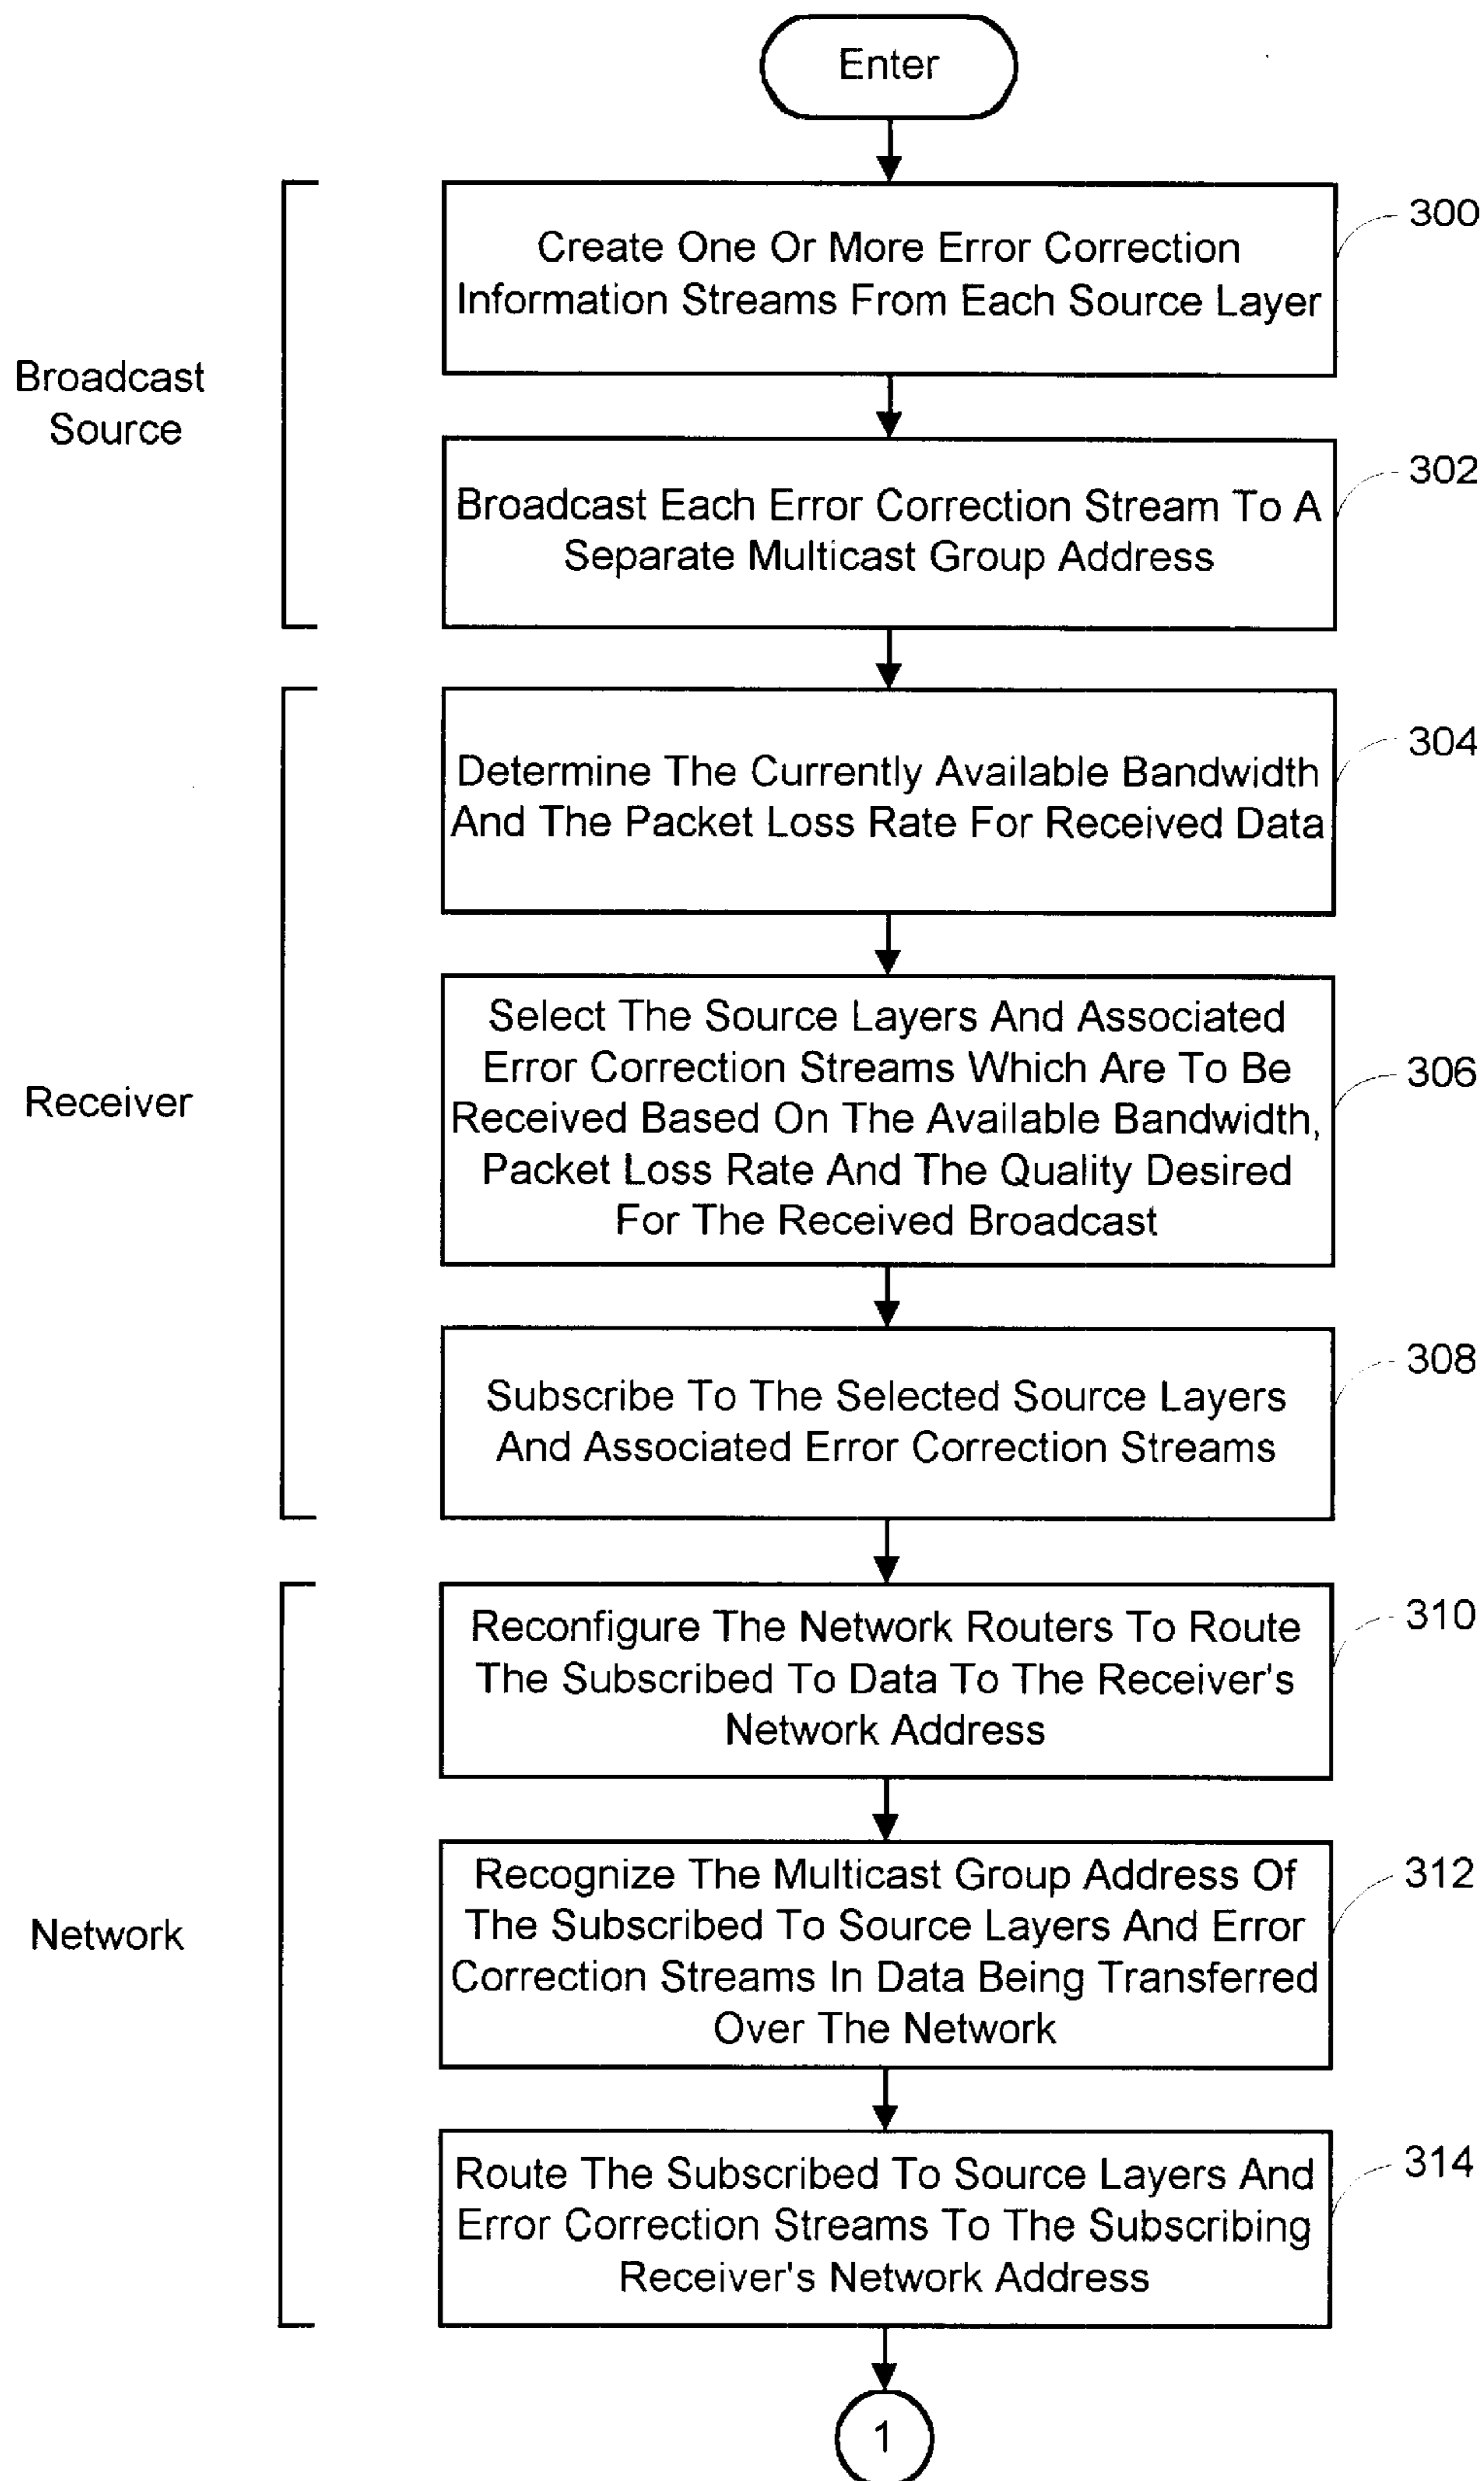 Enter
Broadcast
Source
Create One Or More Error Correction
Information Streams From Each Source Layer
300
Broadcast Each Error Correction Stream To A
Separate Multicast Group Address
302
Receiver
Determine The Currently Available Bandwidth
And The Packet Loss Rate For Received Data
304
Select The Source Layers And Associated
Error Correction Streams Which Are To Be
Received Based On The Available Bandwidth,
Packet Loss Rate And The Quality Desired
For The Received Broadcast
306
Subscribe To The Selected Source Layers
And Associated Error Correction Streams
308
Network
Reconfigure The Network Routers To Route
The Subscribed To Data To The Receiver's
Network Address
310
Recognize The Multicast Group Address Of
The Subscribed To Source Layers And Error
Correction Streams In Data Being Transferred
Over The Network
312
Route The Subscribed To Source Layers And
Error Correction Streams To The Subscribing
Receiver's Network Address
314
1